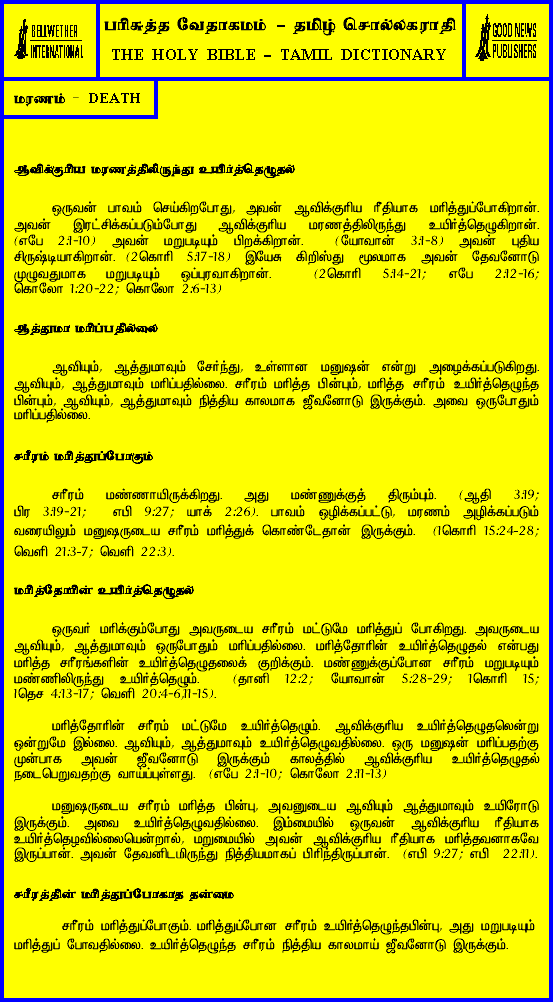 BELLWETHER
INTERNATIONAL
பரிசுத்த வேதாகமம் – தமிழ் சொல்லகராதி
THE HOLY BIBLE – TAMIL DICTIONARY
GOOD NEWS
PUBLISHERS
மரணம் – DEATH
ஆவிக்குரிய மரணத்திலிருந்து உயிர்த்தெழுதல்
ஒருவன் பாவம் செய்கிறபோது, அவன் ஆவிக்குரிய ரீதியாக மரித்துப்போகிறான்.
அவன் இரட்சிக்கப்படும்போது ஆவிக்குரிய மரணத்திலிருந்து உயிர்த்தெழுகிறான்.
(எபே 2:1-10) அவன் மறுபடியும் பிறக்கிறான். (யோவான் 3:1-8) அவன் புதிய
சிருஷ்டியாகிறான். (2கொரி 5:17-18) இயேசு கிறிஸ்து மூலமாக அவன் தேவனோடு
முழுவதுமாக மறுபடியும் ஒப்புரவாகிறான். (2கொரி 5:14-21; எபே 2:12-16;
கொலோ 1:20-22; கொலோ 2:6-13)
ஆத்துமா மரிப்பதில்லை
ஆவியும், ஆத்துமாவும் சேர்ந்து, உள்ளான மனுஷன் என்று அழைக்கப்படுகிறது.
ஆவியும், ஆத்துமாவும் மரிப்பதில்லை. சரீரம் மரித்த பின்பும், மரித்த சரீரம் உயிர்த்தெழுந்த
பின்பும், ஆவியும், ஆத்துமாவும் நித்திய காலமாக ஜீவனோடு இருக்கும். அவை ஒருபோதும்
மரிப்பதில்லை.
சரீரம் மரித்துப்போகும்
சரீரம் மண்ணாயிருக்கிறது. அது மண்ணுக்குத் திரும்பும். (ஆதி 3:19;
பிர 3:19-21; எபி 9:27; யாக் 2:26). பாவம் ஒழிக்கப்பட்டு, மரணம் அழிக்கப்படும்
வரையிலும் மனுஷருடைய சரீரம் மரித்துக் கொண்டேதான் இருக்கும். (1கொரி 15:24-28;
வெளி 21:3-7; வெளி 22:3).
மரித்தோரின் உயிர்த்தெழுதல்
ஒருவர் மரிக்கும்போது அவருடைய சரீரம் மட்டுமே மரித்துப் போகிறது. அவருடைய
ஆவியும், ஆத்துமாவும் ஒருபோதும் மரிப்பதில்லை. மரித்தோரின் உயிர்த்தெழுதல் என்பது
மரித்த சரீரங்களின் உயிர்த்தெழுதலைக் குறிக்கும். மண்ணுக்குப்போன சரீரம் மறுபடியும்
மண்ணிலிருந்து உயிர்த்தெழும். (தானி 12:2; யோவான் 5:28-29; 1கொரி 15;
1தெச 4:13-17; வெளி 20:4-6,11-15).
மரித்தோரின் சரீரம் மட்டுமே உயிர்த்தெழும். ஆவிக்குரிய உயிர்த்தெழுதலென்று
ஒன்றுமே இல்லை. ஆவியும், ஆத்துமாவும் உயிர்த்தெழுவதில்லை. ஒரு மனுஷன் மரிப்பதற்கு
முன்பாக அவன் ஜீவனோடு இருக்கும் காலத்தில் ஆவிக்குரிய உயிர்த்தெழுதல்
நடைபெறுவதற்கு வாய்ப்புள்ளது. (எபே 2:1-10; கொலோ 2:11-13)
மனுஷருடைய சரீரம் மரித்த பின்பு, அவனுடைய ஆவியும் ஆத்துமாவும் உயிரோடு
இருக்கும். அவை உயிர்த்தெழுவதில்லை. இம்மையில் ஒருவன் ஆவிக்குரிய ரீதியாக
உயிர்த்தெழவில்லையென்றால், மறுமையில் அவன் ஆவிக்குரிய ரீதியாக மரித்தவனாகவே
இருப்பான். அவன் தேவனிடமிருந்து நித்தியமாகப் பிரிந்திருப்பான். (எபி 9:27; எபி 22:11).
சரீரத்தின் மரித்துப்போகாத தன்மை
சரீரம் மரித்துப்போகும். மரித்துப்போன சரீரம் உயிர்த்தெழுந்தபின்பு, அது மறுபடியும்
மரித்துப் போவதில்லை. உயிர்த்தெழுந்த சரீரம் நித்திய காலமாய் ஜீவனோடு இருக்கும்.